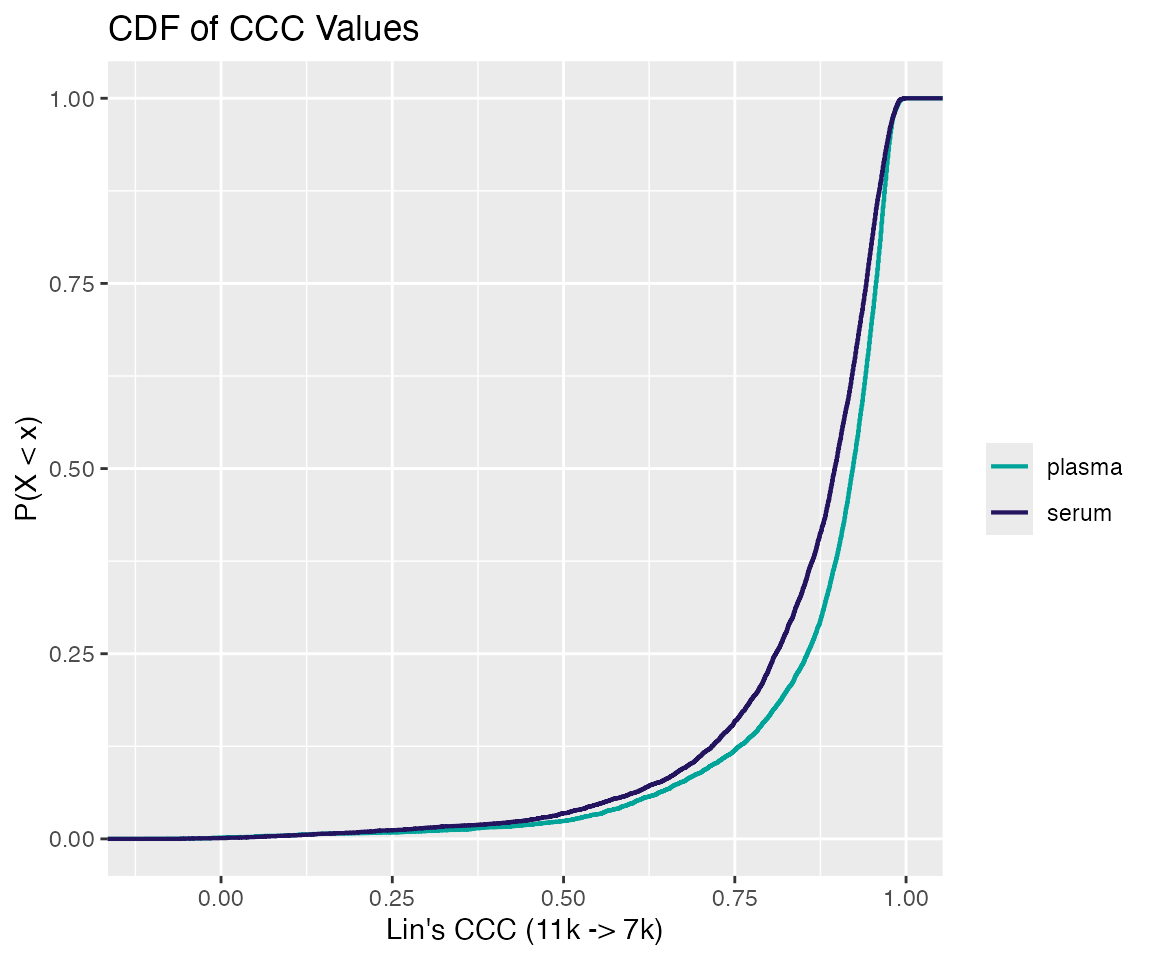 CDF of CCC Values
P(X < x)
1.00
0.75
0.50
0.25
0.00
0.00 0.25 0.50 0.75 1.00
Lin's CCC (11k -> 7k)
plasma
serum